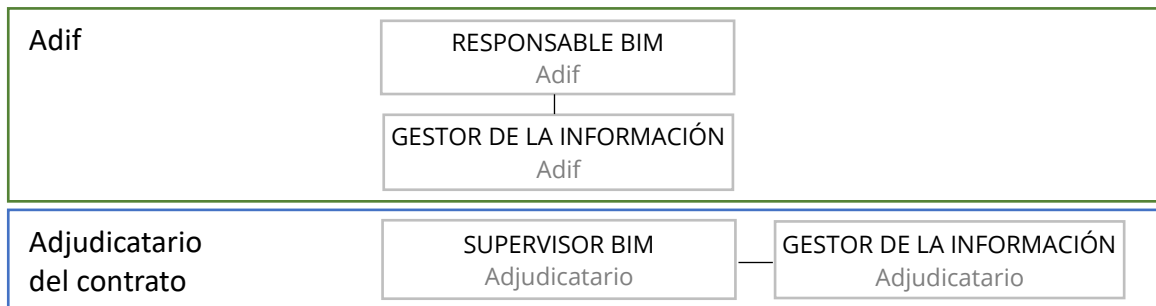 Adif
RESPONSABLE BIM
Adif
GESTOR DE LA INFORMACIÓN
Adif
Adjudicatario
del contrato
SUPERVISOR BIM
Adjudicatario
GESTOR DE LA INFORMACIÓN
Adjudicatario